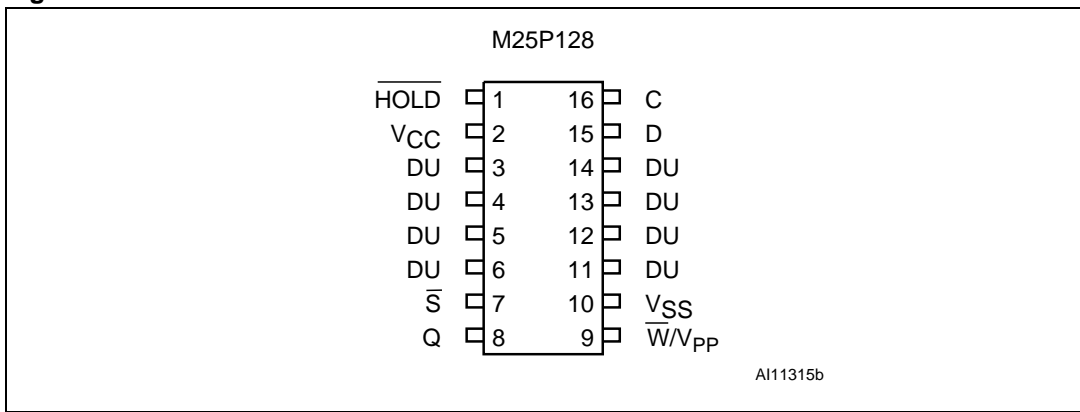 M25P128
HOLD 1 16 C
VCC 2 15 D
DU 3 14 DU
DU 4 13 DU
DU 5 12 DU
DU 6 11 DU
S 7 10 VSS
Q 8 9 W/VPP
AI11315b